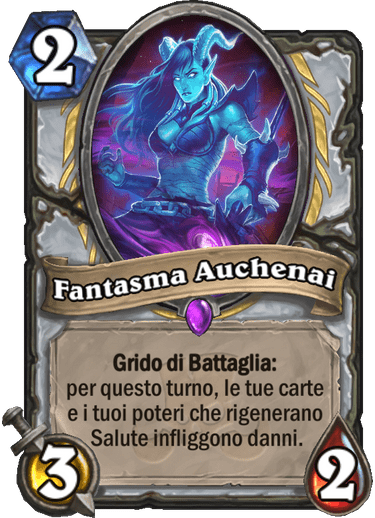 2
Fantasma Auchenai
Grido di Battaglia:
per questo turno, le tue carte
e i tuoi poteri che rigenerano
Salute infliggono danni.
3
2